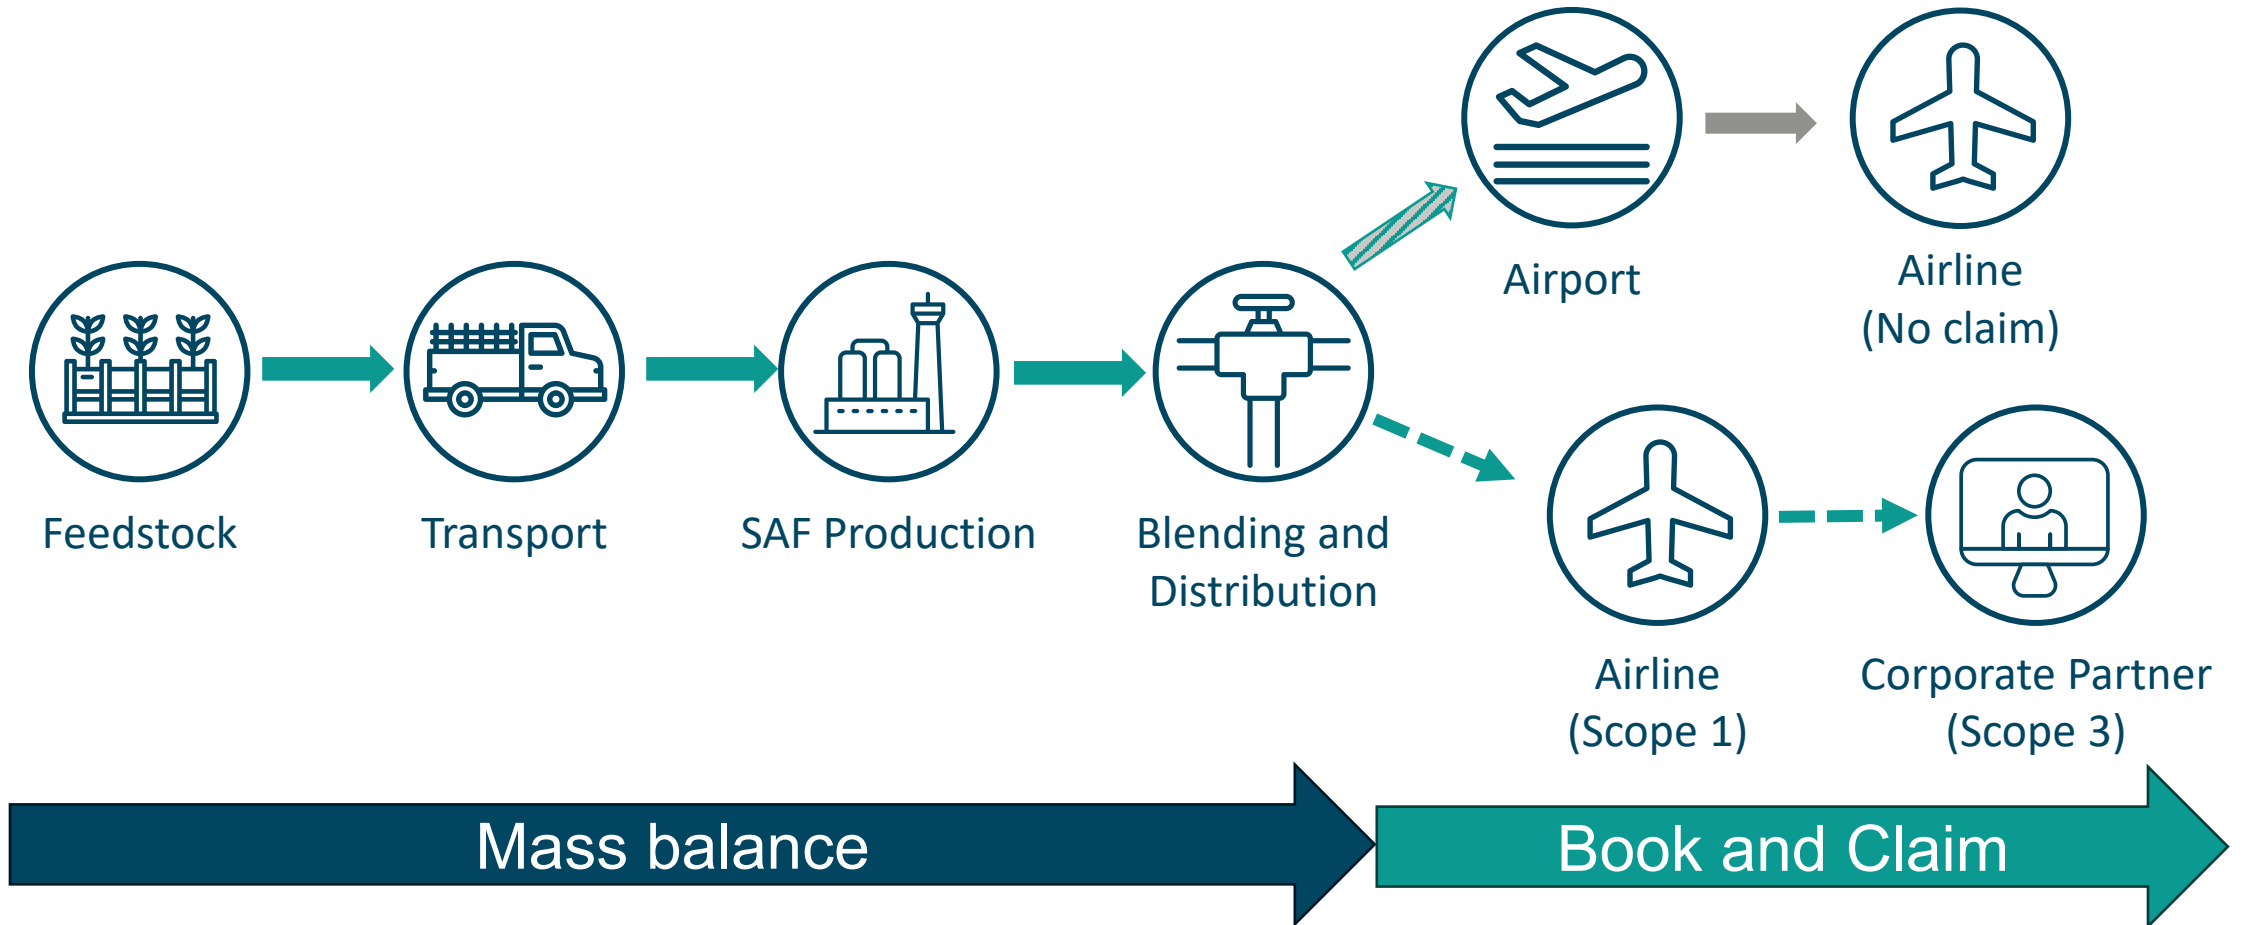 Feedstock
Transport
SAF Production
Blending and
Distribution
Airport
Airline
(No claim)
Airline
(Scope 1)
Corporate Partner
(Scope 3)
Mass balance
Book and Claim